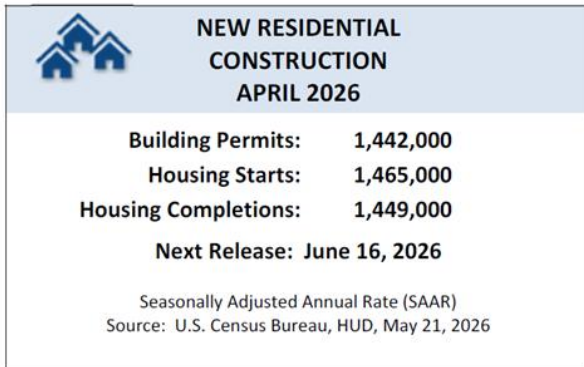 NEW RESIDENTIAL
CONSTRUCTION
APRIL 2026
Building Permits: 1,442,000
Housing Starts: 1,465,000
Housing Completions: 1,449,000
Next Release: June 16, 2026
Seasonally Adjusted Annual Rate (SAAR)
Source: U.S. Census Bureau, HUD, May 21, 2026